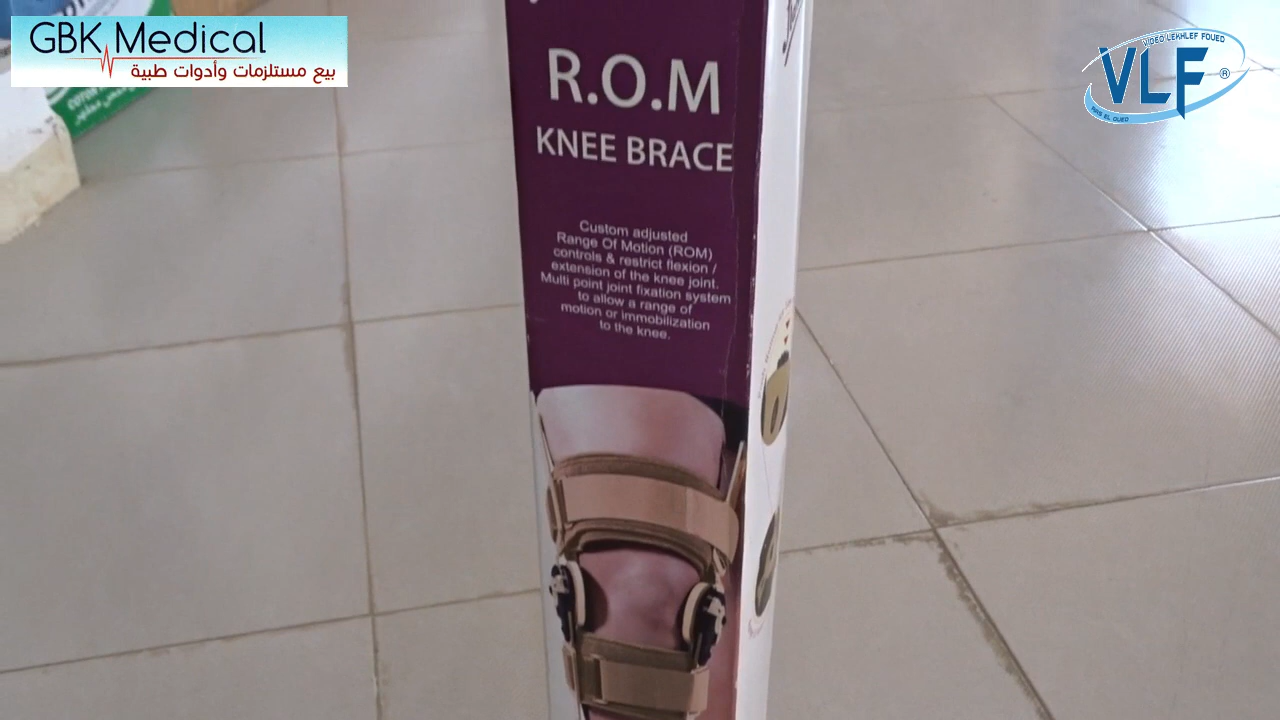 GBK Medical
بيع مستلزمات وأدوات طبية
VIDEO LEKHLEF FOUED
VLF®
R.O.M
KNEE BRACE
Custom adjusted
Range Of Motion (ROM)
controls & restrict flexion /
extension of the knee joint.
Multi point joint fixation system
to allow a range of
motion or immobilization
to the knee.